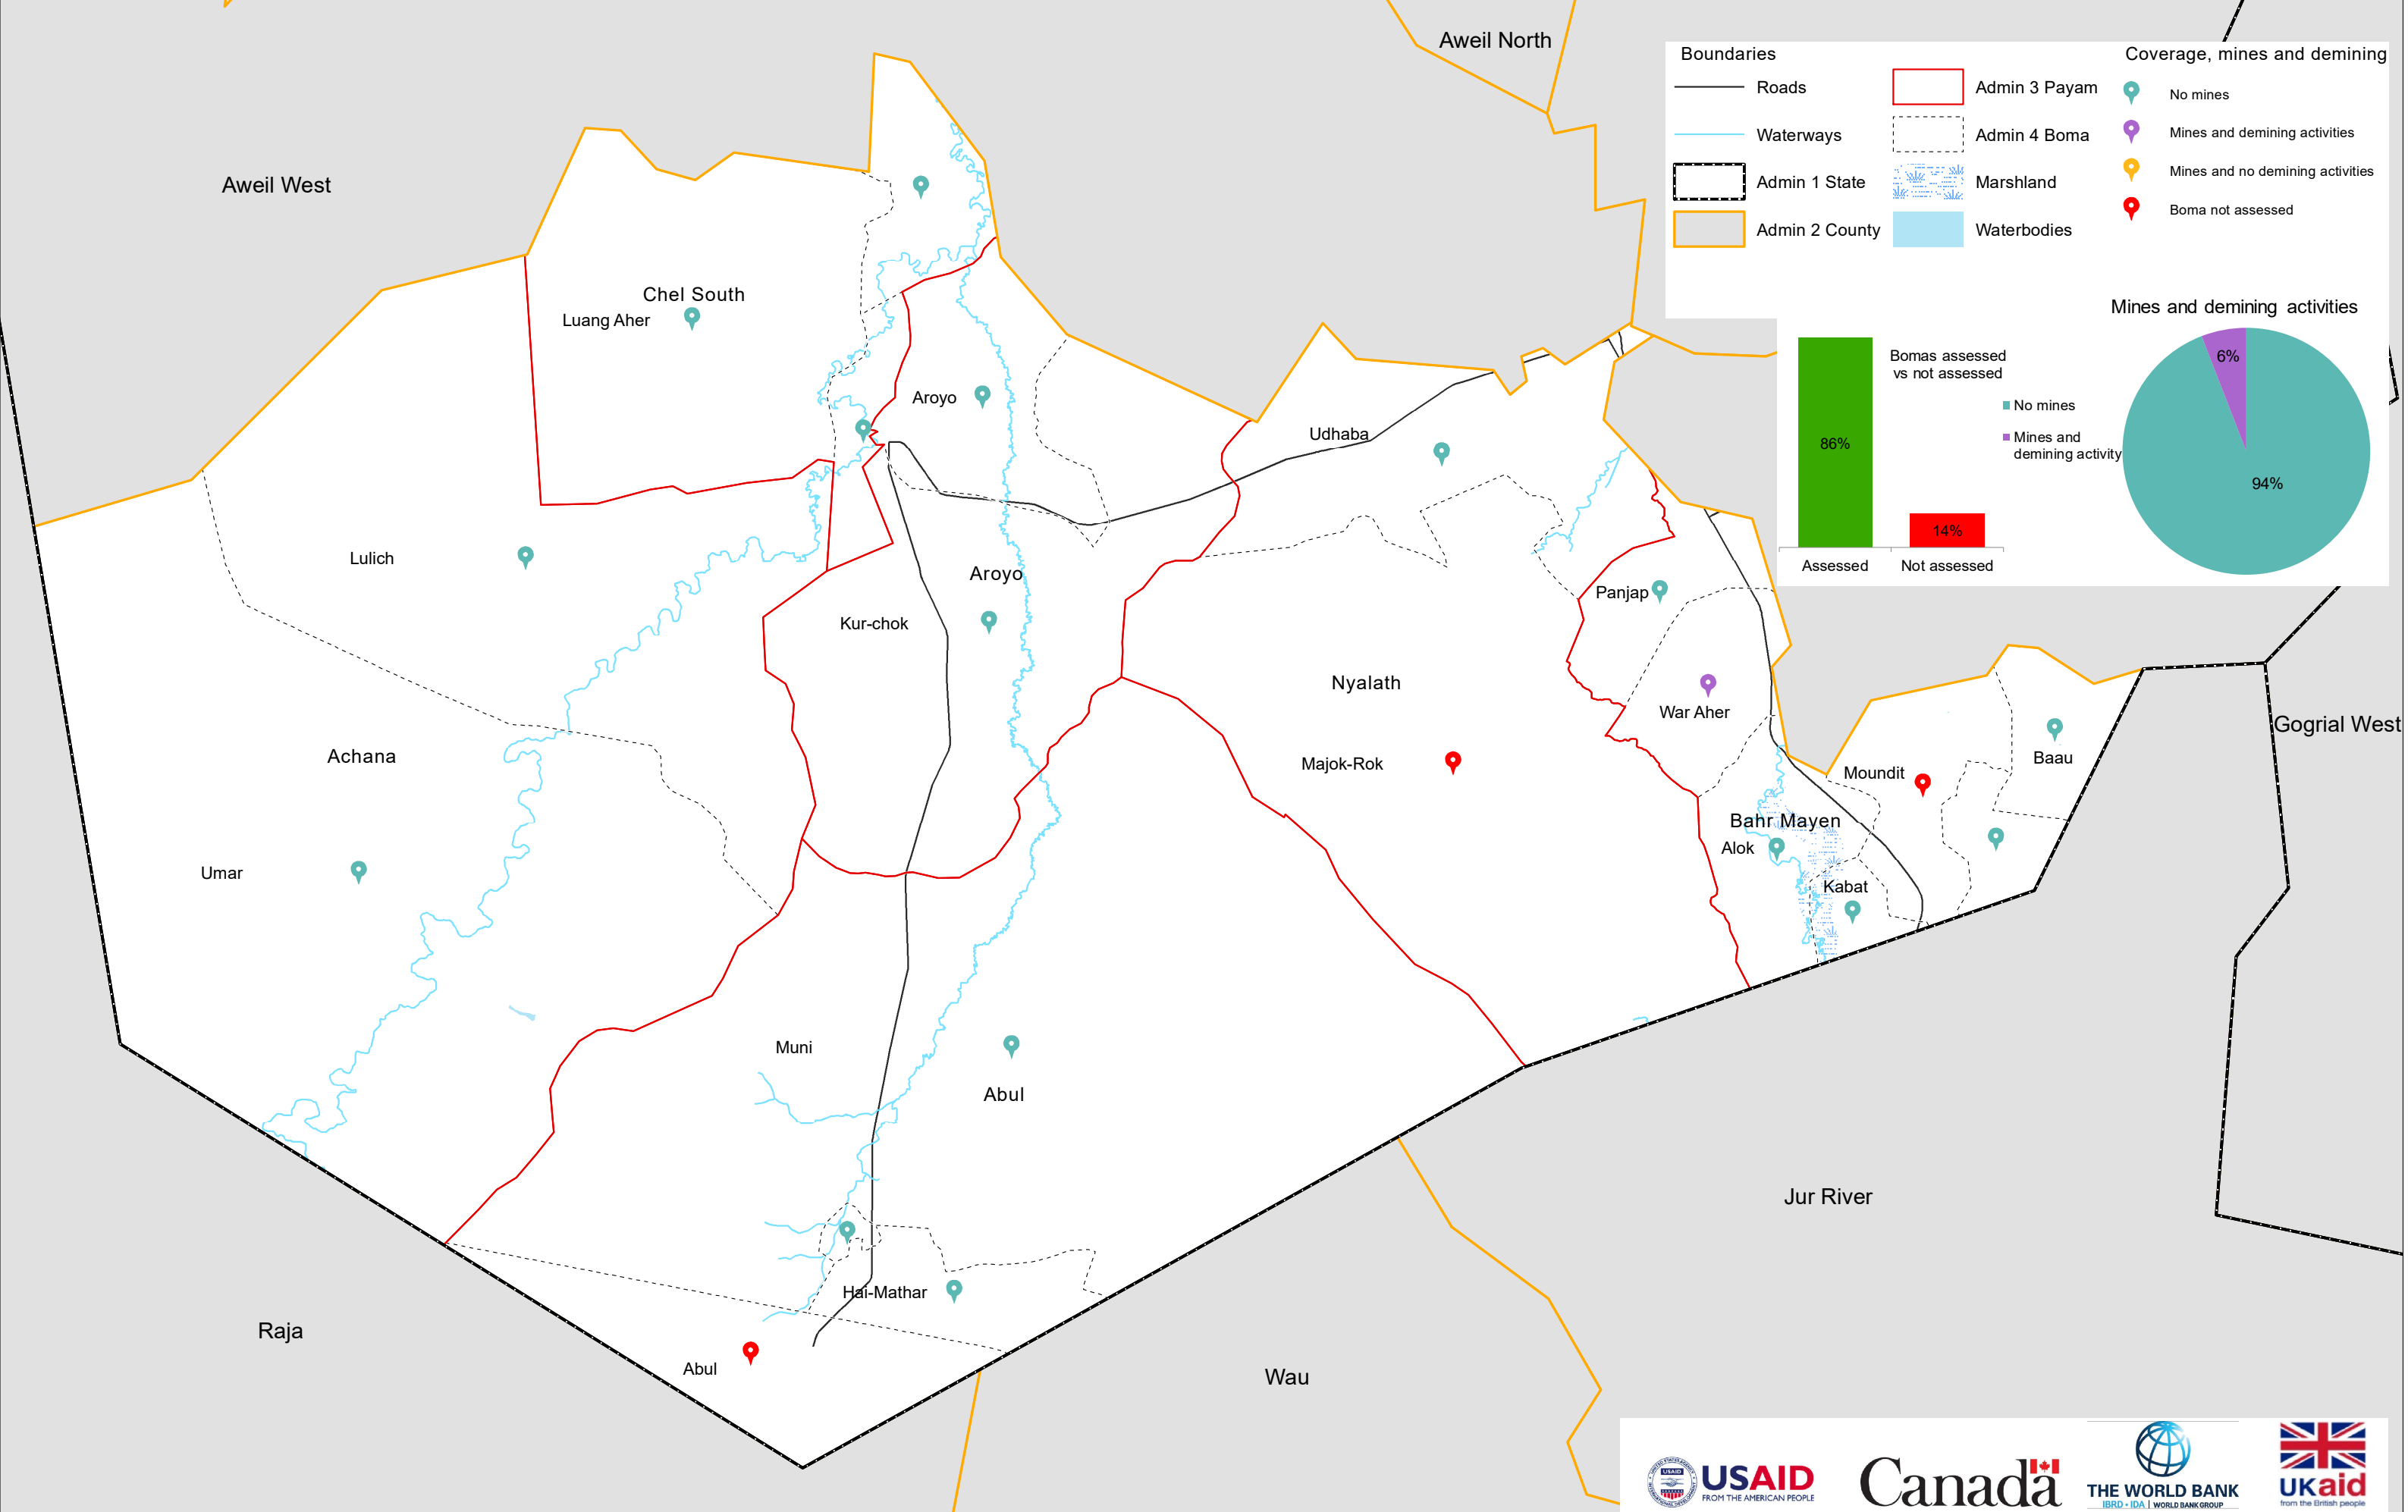 Aweil North
Aweil West
Boundaries
Roads
Waterways
Admin 1 State
Admin 2 County
Admin 3 Payam
Admin 4 Boma
Marshland
Waterbodies
Coverage, mines and demining
No mines
Mines and demining activities
Mines and no demining activities
Boma not assessed
Mines and demining activities
Bomas assessed
vs not assessed
86%
14%
Assessed
Not assessed
No mines
Mines and
demining activity
6%
94%
Chel South
Luang Aher
Aroyo
Udhaba
Lulich
Aroyo
Kur-chok
Panjap
Nyalath
War Aher
Gogrial West
Achana
Majok-Rok
Moundit
Baau
Bahr Mayen
Alok
Umar
Kabat
Muni
Abul
Jur River
Hai-Mathar
Raja
Abul
Wau
USAID
USAID
FROM THE AMERICAN PEOPLE
Canada
THE WORLD BANK
IBRD • IDA | WORLD BANK GROUP
UKaid
from the British people